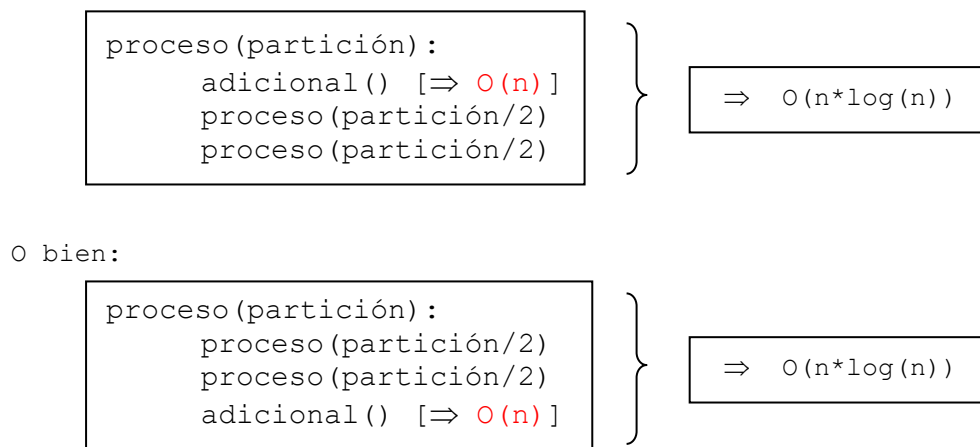 proceso(partición):
adicional() [⇒ O(n)]
proceso(partición/2)
proceso(partición/2)
⇒ O(n*log(n))
O bien:
proceso(partición):
proceso(partición/2)
proceso(partición/2)
adicional() [⇒ O(n)]
⇒ O(n*log(n))